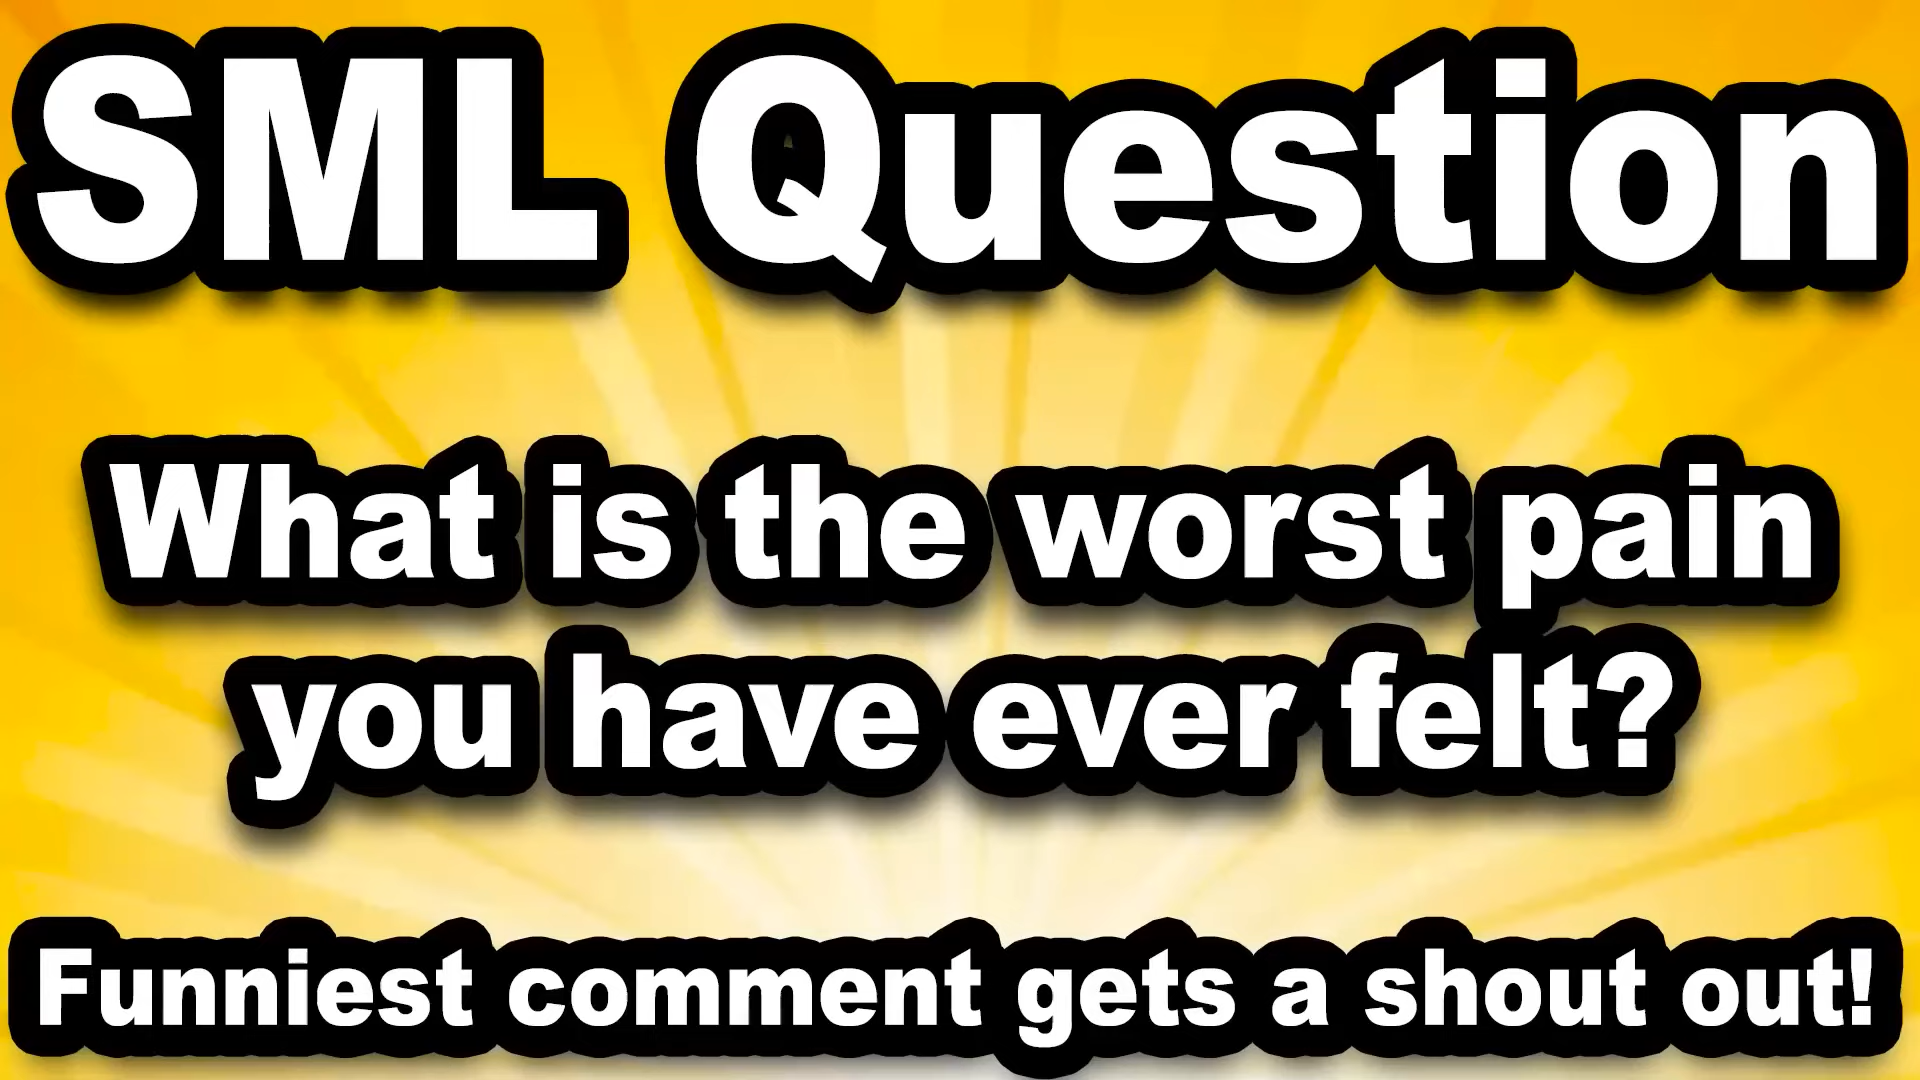 SML Question
What is the worst pain
you have ever felt?
Funniest comment gets a shout out!